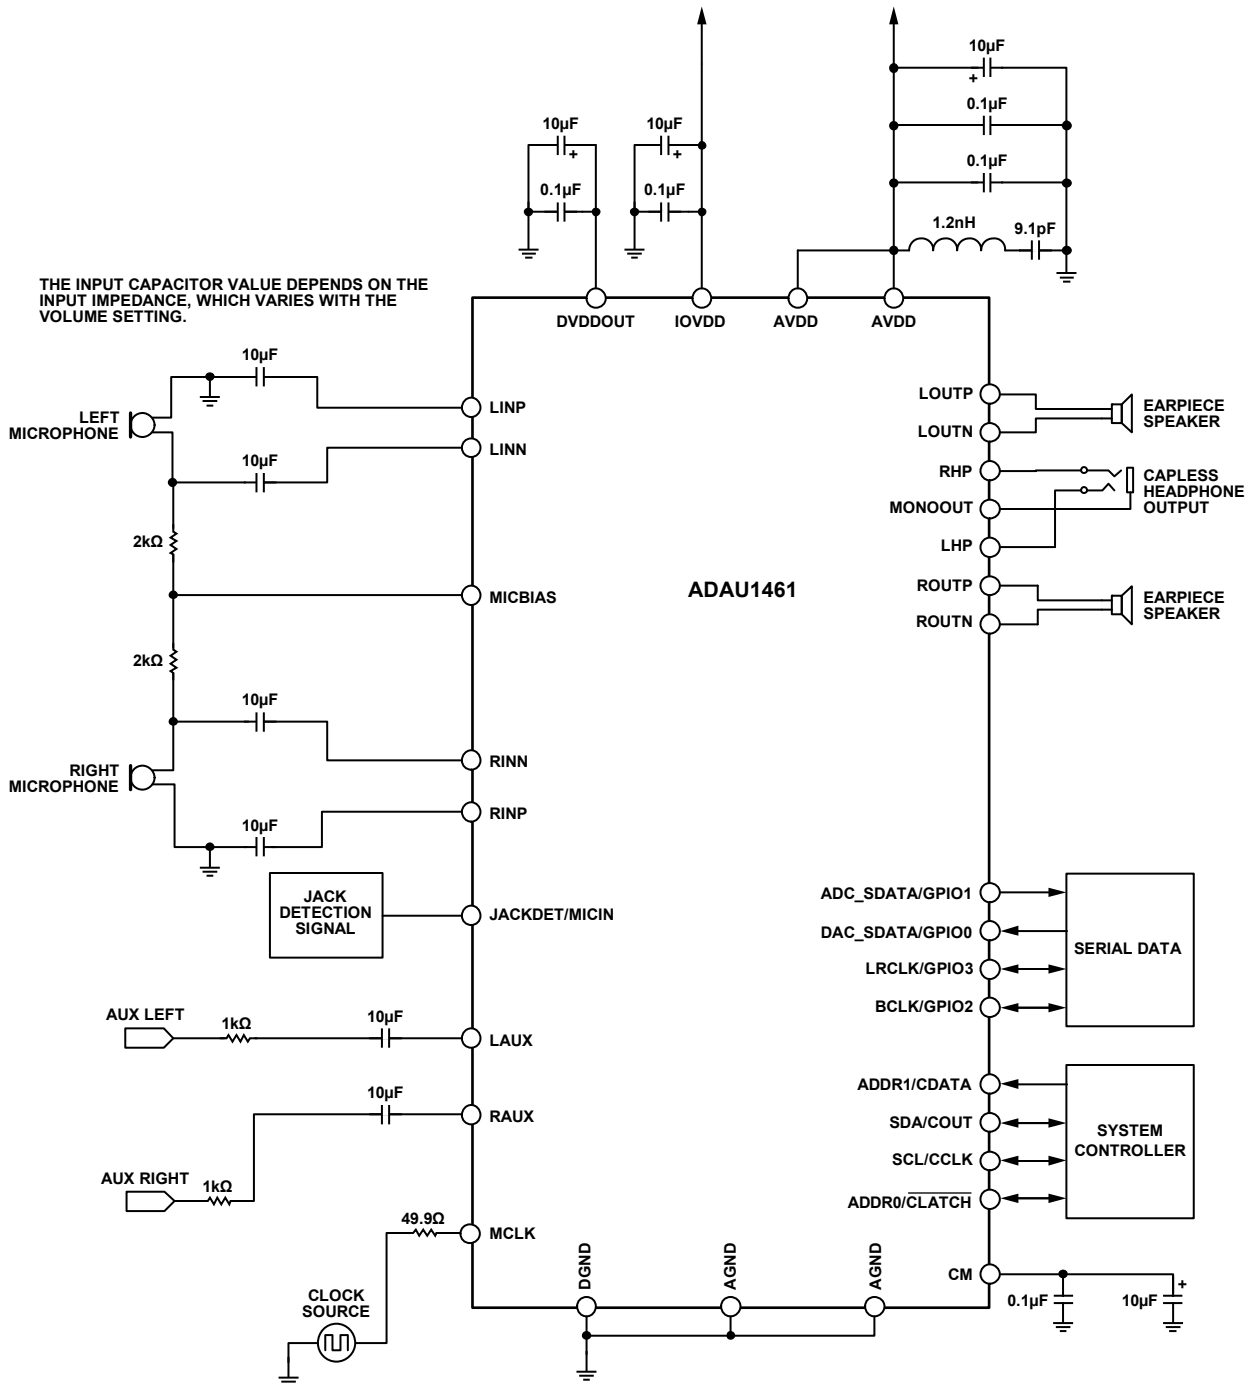 10µF
0.1µF
0.1µF
1.2nH
9.1pF
10µF
10µF
0.1µF
0.1µF
THE INPUT CAPACITOR VALUE DEPENDS ON THE
INPUT IMPEDANCE, WHICH VARIES WITH THE
VOLUME SETTING.
DVDDOUT
IOVDD
AVDD
AVDD
10µF
LEFT
MICROPHONE
LINP
LINN
10µF
2kΩ
MICBIAS
2kΩ
10µF
RIGHT
MICROPHONE
RINN
RINP
10µF
JACK
DETECTION
SIGNAL
JACKDET/MICIN
AUX LEFT
1kΩ
10µF
LAUX
10µF
RAUX
AUX RIGHT
1kΩ
49.9Ω
MCLK
CLOCK
SOURCE
ADAU1461
LOUTP
LOUTN
EARPIECE
SPEAKER
RHP
MONOOUT
LHP
CAPLESS
HEADPHONE
OUTPUT
ROUTP
ROUTN
EARPIECE
SPEAKER
ADC_SDATA/GPIO1
DAC_SDATA/GPIO0
LRCLK/GPIO3
BCLK/GPIO2
SERIAL DATA
ADDR1/CDATA
SDA/COUT
SCL/CCLK
ADDR0/CLATCH
SYSTEM
CONTROLLER
DGND
AGND
AGND
CM
0.1µF
10µF
+
+
+
+